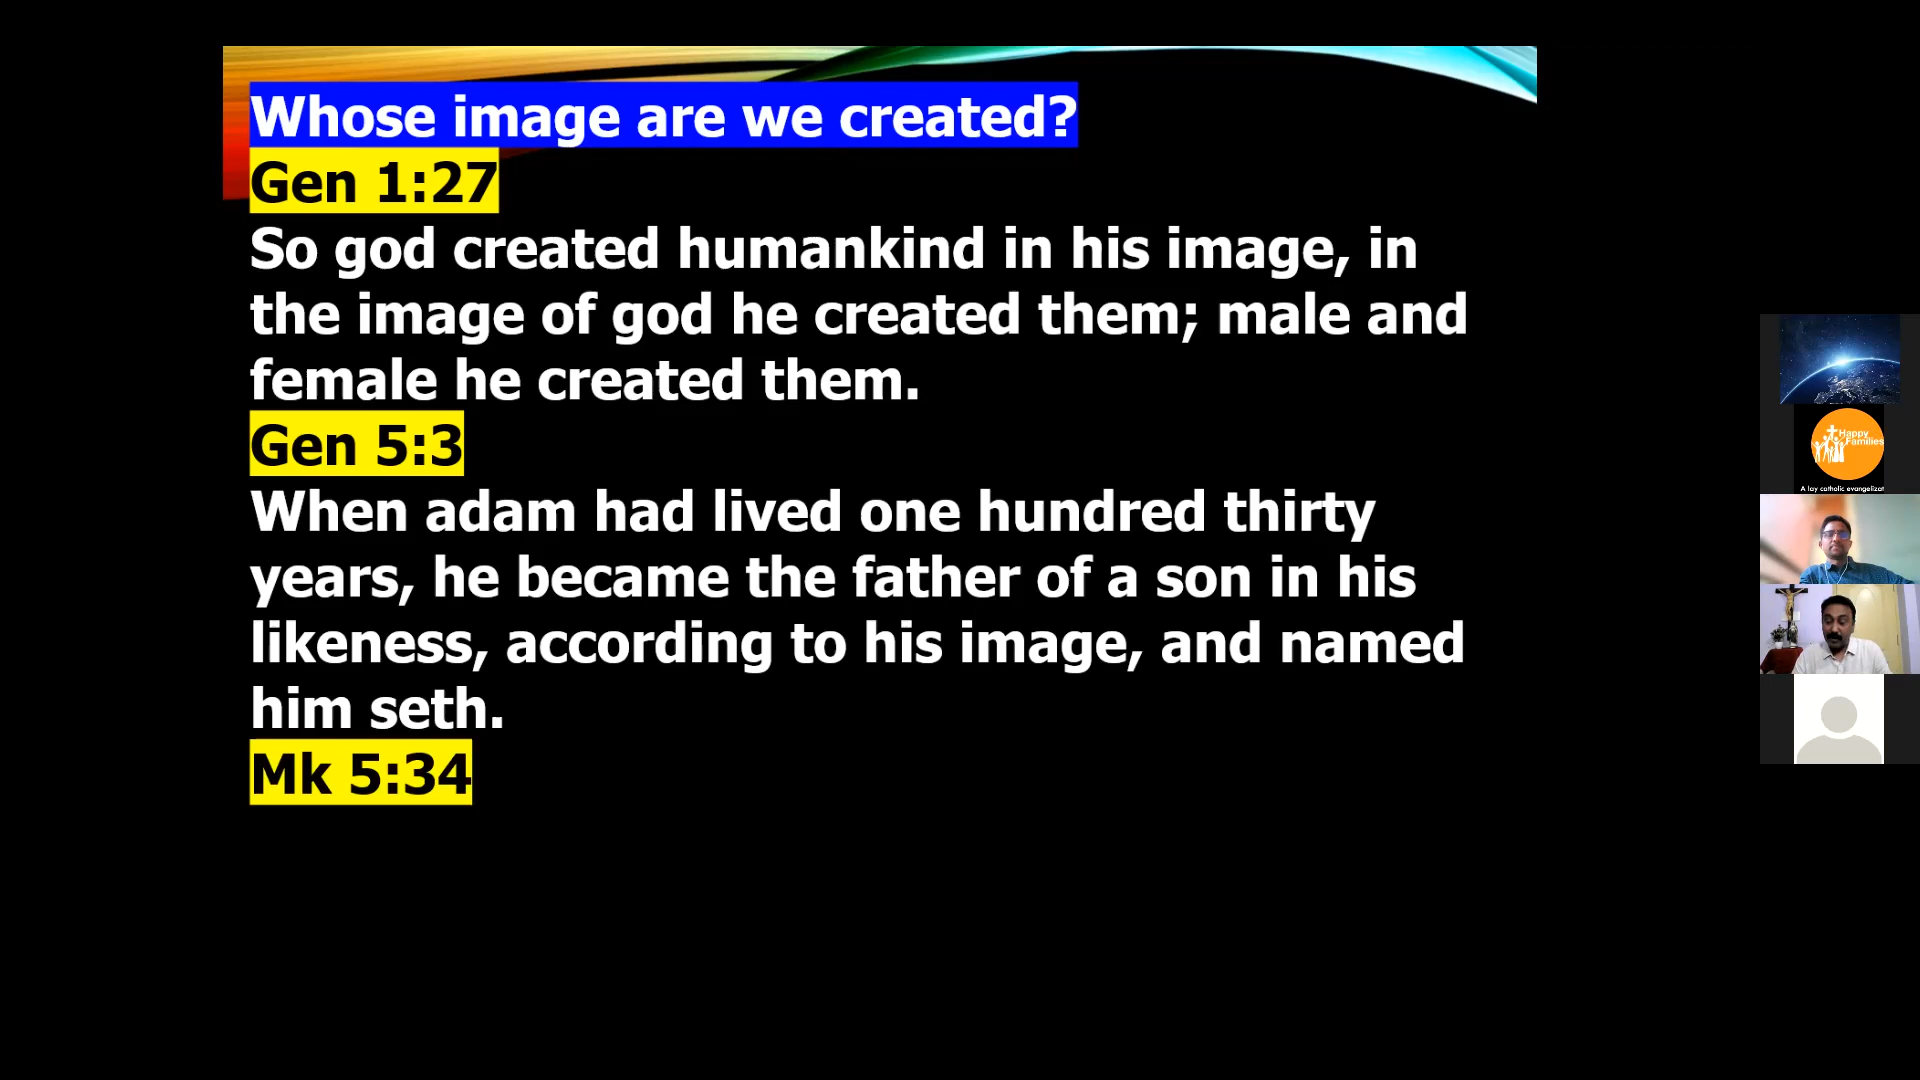 Whose image are we created?
Gen 1:27
So god created humankind in his image, in
the image of god he created them; male and
female he created them.
Gen 5:3
When adam had lived one hundred thirty
years, he became the father of a son in his
likeness, according to his image, and named
him seth.
Mk 5:34
Happy
Families
A lay catholic evangelizat